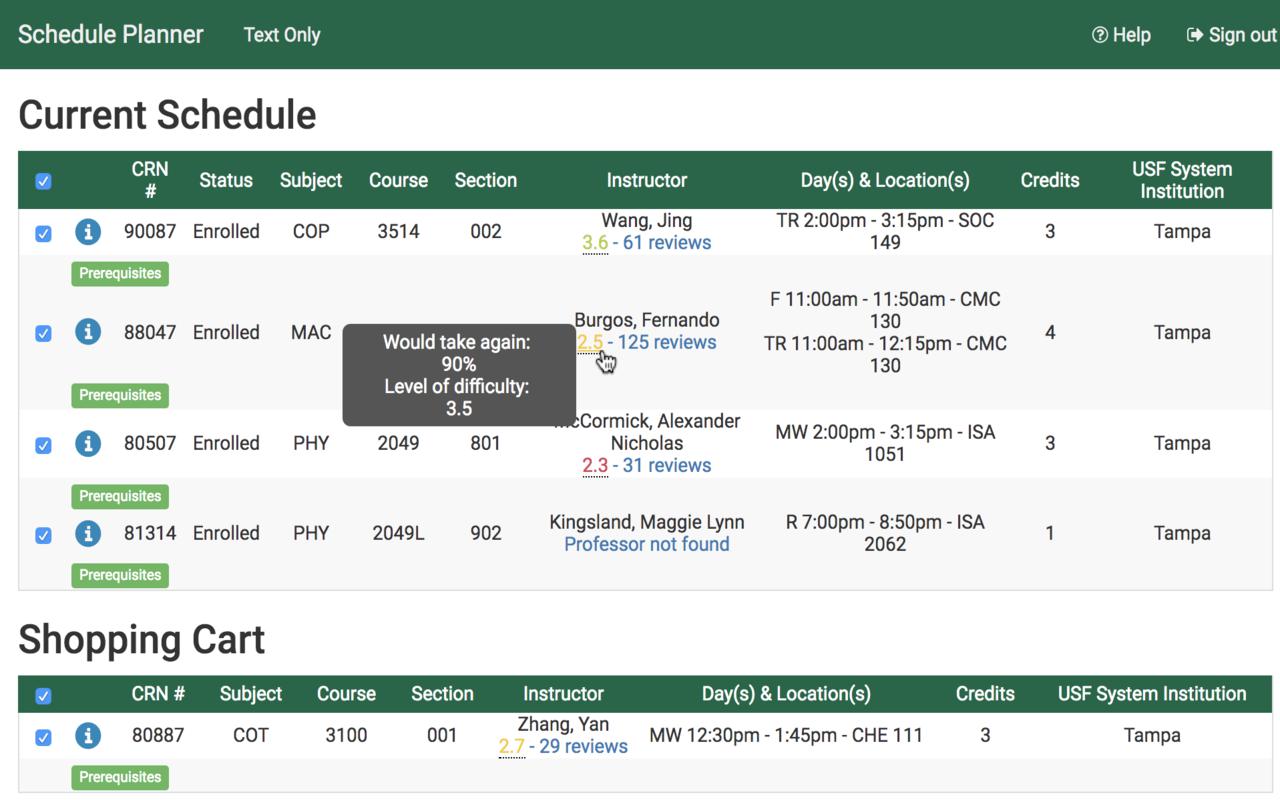 Schedule Planner Text Only Help Sign out
Current Schedule
CRN # Status Subject Course Section Instructor Day(s) & Location(s) Credits USF System Institution
90087 Enrolled COP 3514 002 Wang, Jing 3.6 - 61 reviews TR 2:00pm - 3:15pm - SOC 149 3 Tampa
Prerequisites
88047 Enrolled MAC Burgos, Fernando 2.5 - 125 reviews F 11:00am - 11:50am - CMC 130 TR 11:00am - 12:15pm - CMC 130 4 Tampa
Would take again:
90%
Level of difficulty:
3.5
Prerequisites
80507 Enrolled PHY 2049 801 McCormick, Alexander Nicholas 2.3 - 31 reviews MW 2:00pm - 3:15pm - ISA 1051 3 Tampa
Prerequisites
81314 Enrolled PHY 2049L 902 Kingsland, Maggie Lynn Professor not found R 7:00pm - 8:50pm - ISA 2062 1 Tampa
Prerequisites
Shopping Cart
CRN # Subject Course Section Instructor Day(s) & Location(s) Credits USF System Institution
80887 COT 3100 001 Zhang, Yan 2.7 - 29 reviews MW 12:30pm - 1:45pm - CHE 111 3 Tampa
Prerequisites